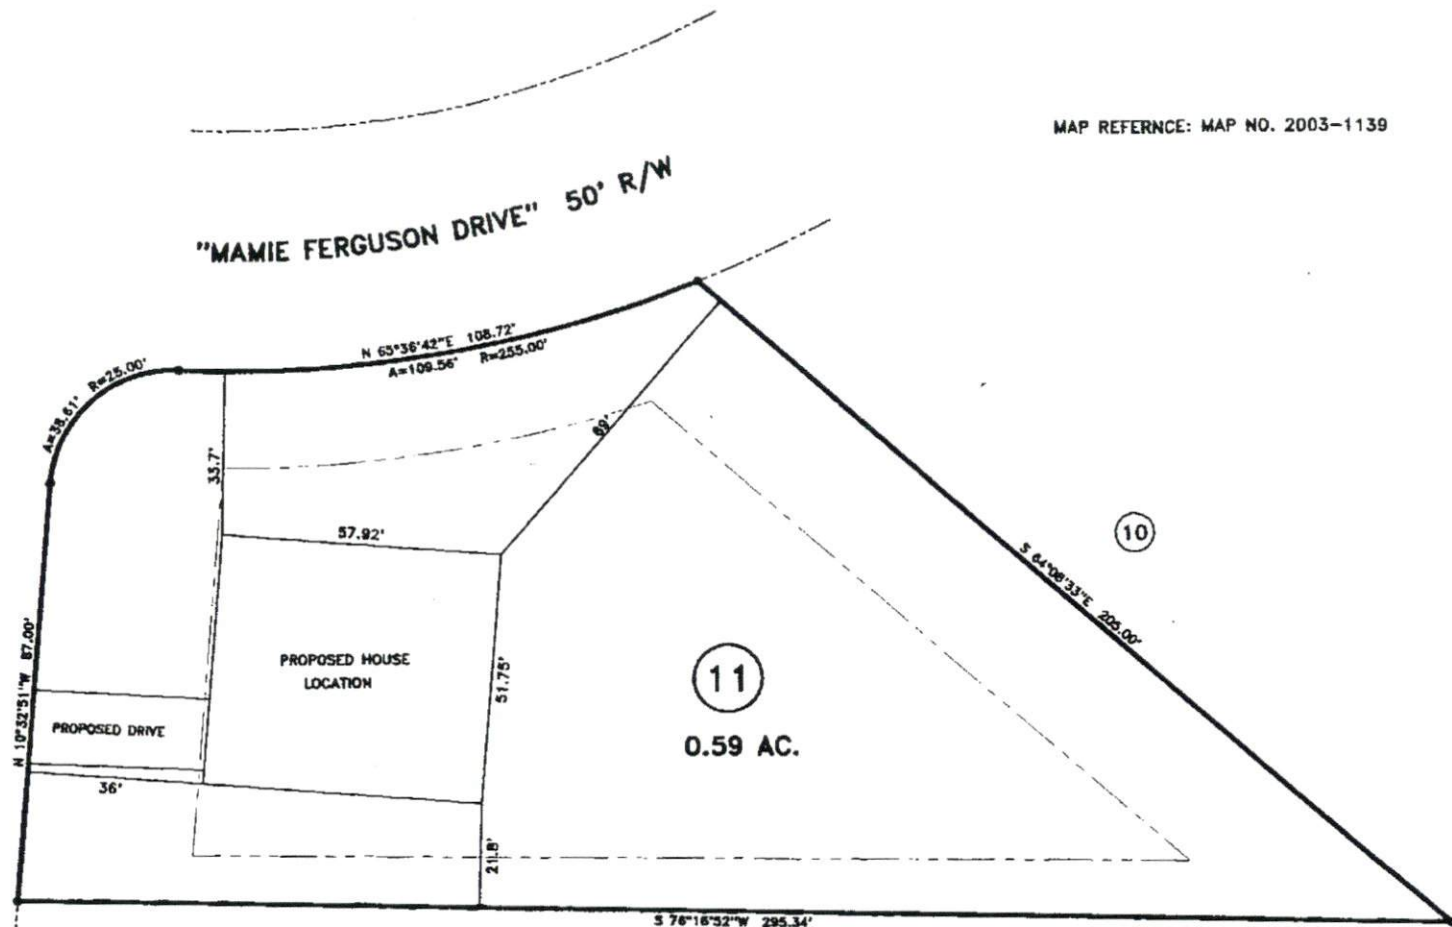 MAP REFERNCE: MAP NO. 2003-1139
"MAMIE FERGUSON DRIVE" 50' R/W
N 65°36'42"E 108.72'
A=109.56' R=255.00'
A=38.61' R=25.00'
33.7'
69'
57.92'
10
S 64°08'33"E 205.00'
N 10°32'51"W 87.00'
PROPOSED HOUSE
LOCATION
51.75'
11
0.59 AC.
PROPOSED DRIVE
36'
21.8'
S 76°16'52"W 295.34'